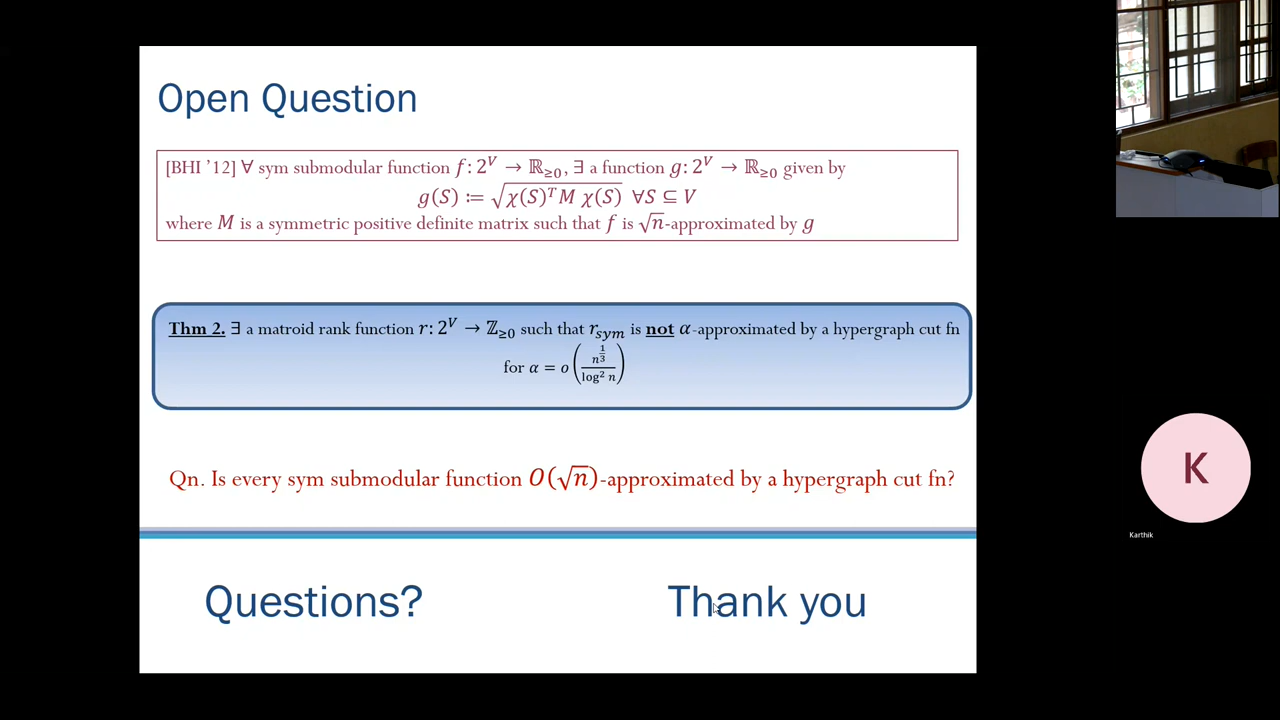 Open Question
[BHI '12] ∀ sym submodular function f: 2^V → ℝ≥0, ∃ a function g: 2^V → ℝ≥0 given by
g(S) ≔ √(χ(S)^T M χ(S)) ∀S ⊆ V
where M is a symmetric positive definite matrix such that f is √n-approximated by g
Thm 2. ∃ a matroid rank function r: 2^V → ℤ≥0 such that r_sym is not α-approximated by a hypergraph cut fn
for α = o(n^(1/3) / log² n)
Qn. Is every sym submodular function O(√n)-approximated by a hypergraph cut fn?
Questions? Thank you
K
Karthik